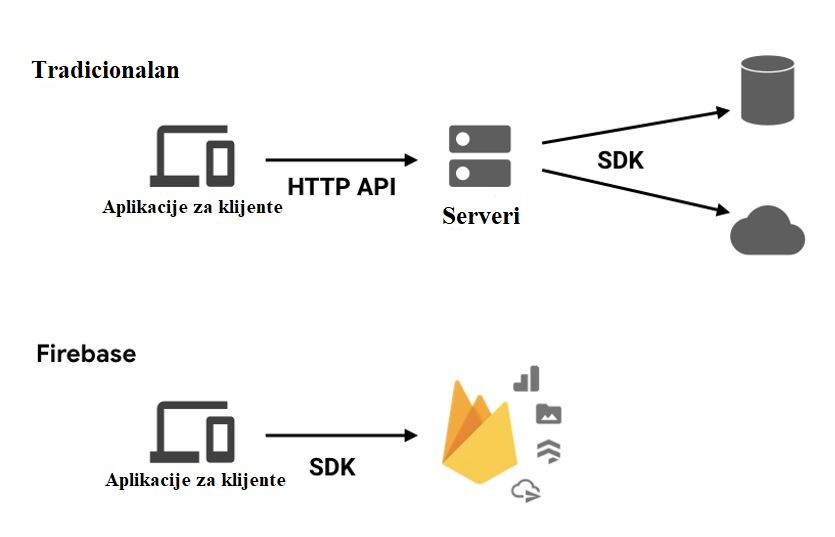 Tradicionalan
SDK
HTTP API
Aplikacije za klijente
Serveri
Firebase
SDK
Aplikacije za klijente